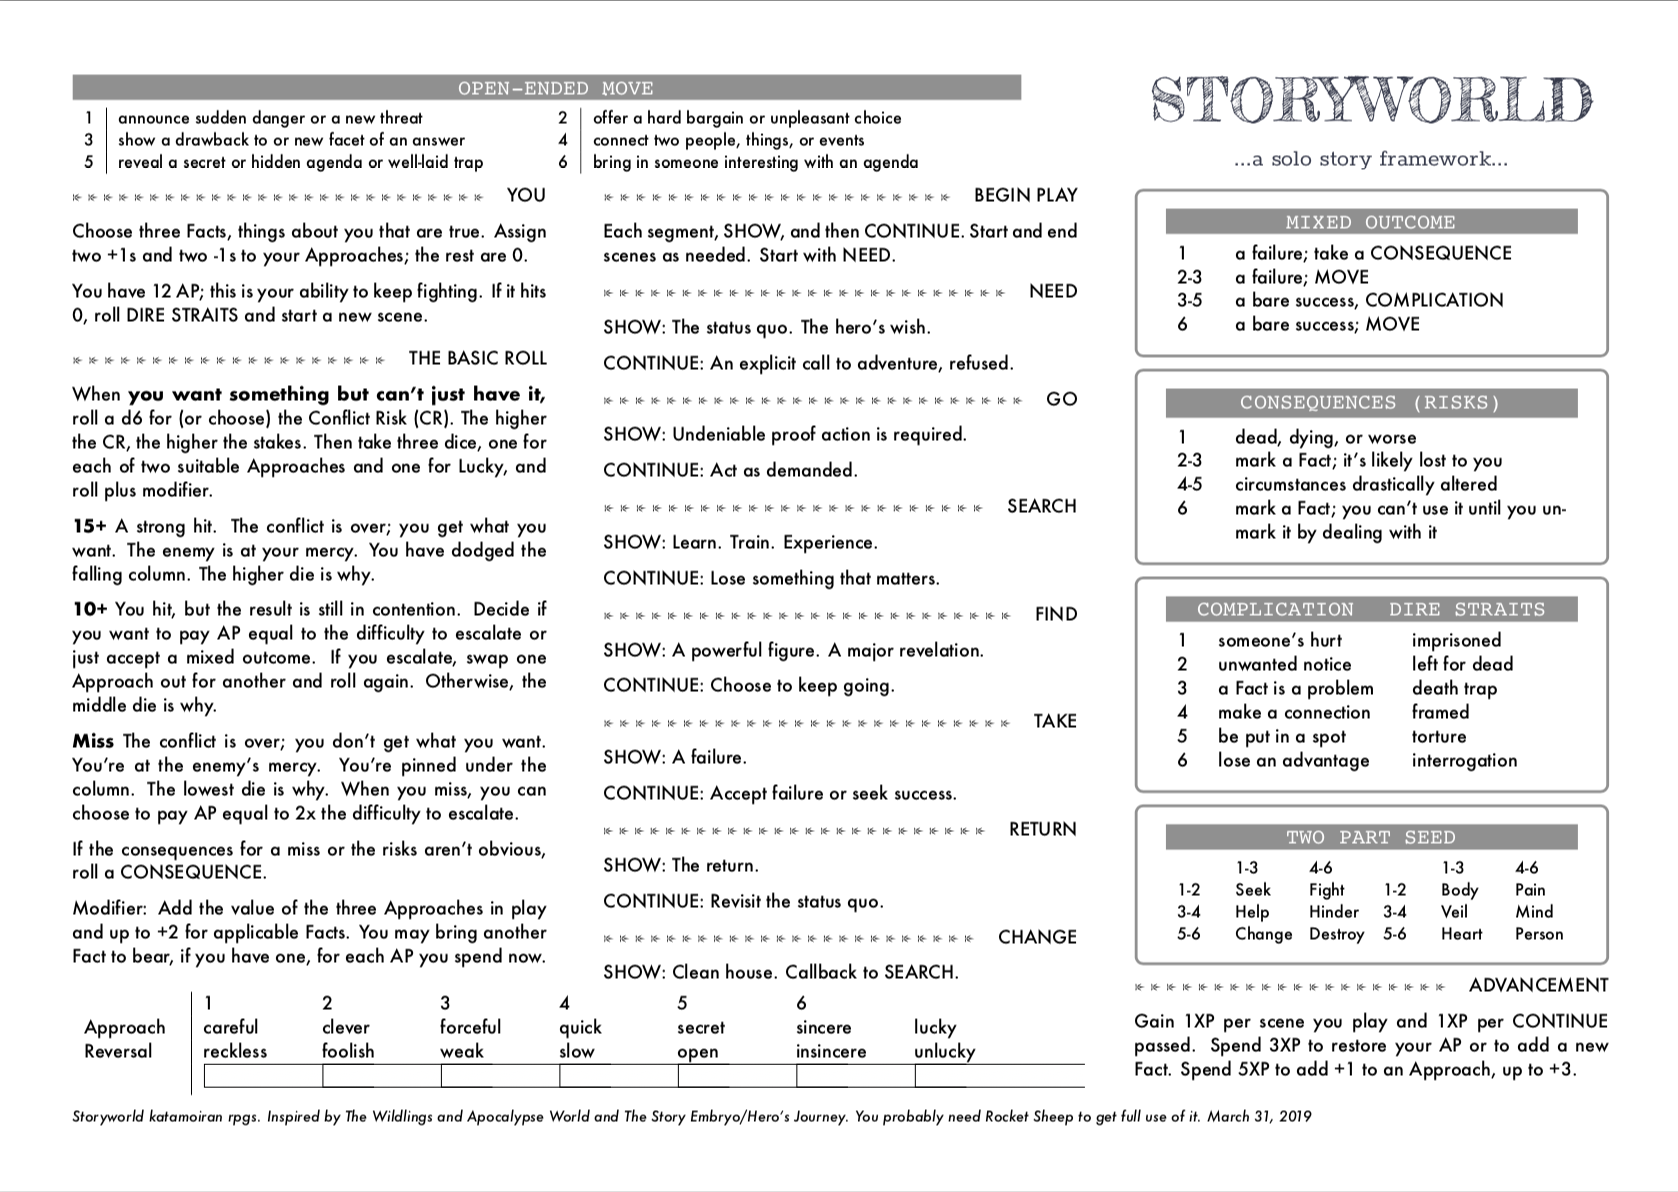 OPEN-ENDED MOVE
1 announce sudden danger or a new threat
2 offer a hard bargain or unpleasant choice
3 show a drawback to or new facet of an answer
4 connect two people, things, or events
5 reveal a secret or hidden agenda or well-laid trap
6 bring in someone interesting with an agenda
YOU
Choose three Facts, things about you that are true. Assign
two +1s and two -1s to your Approaches; the rest are 0.
You have 12 AP; this is your ability to keep fighting. If it hits
0, roll DIRE STRAITS and start a new scene.
THE BASIC ROLL
When you want something but can't just have it,
roll a d6 for (or choose) the Conflict Risk (CR). The higher
the CR, the higher the stakes. Then take three dice, one for
each of two suitable Approaches and one for Lucky, and
roll plus modifier.
15+ A strong hit. The conflict is over; you get what you
want. The enemy is at your mercy. You have dodged the
falling column. The higher die is why.
10+ You hit, but the result is still in contention. Decide if
you want to pay AP equal to the difficulty to escalate or
just accept a mixed outcome. If you escalate, swap one
Approach out for another and roll again. Otherwise, the
middle die is why.
Miss The conflict is over; you don't get what you want.
You're at the enemy's mercy. You're pinned under the
column. The lowest die is why. When you miss, you can
choose to pay AP equal to 2x the difficulty to escalate.
If the consequences for a miss or the risks aren't obvious,
roll a CONSEQUENCE.
Modifier: Add the value of the three Approaches in play
and up to +2 for applicable Facts. You may bring another
Fact to bear, if you have one, for each AP you spend now.
BEGIN PLAY
Each segment, SHOW, and then CONTINUE. Start and end
scenes as needed. Start with NEED.
NEED
SHOW: The status quo. The hero's wish.
CONTINUE: An explicit call to adventure, refused.
GO
SHOW: Undeniable proof action is required.
CONTINUE: Act as demanded.
SEARCH
SHOW: Learn. Train. Experience.
CONTINUE: Lose something that matters.
FIND
SHOW: A powerful figure. A major revelation.
CONTINUE: Choose to keep going.
TAKE
SHOW: A failure.
CONTINUE: Accept failure or seek success.
RETURN
SHOW: The return.
CONTINUE: Revisit the status quo.
CHANGE
SHOW: Clean house. Callback to SEARCH.
1 2 3 4 5 6
Approach careful clever forceful quick secret sincere lucky
Reversal reckless foolish weak slow open insincere unlucky
STORYWORLD
...a solo story framework...
MIXED OUTCOME
1 a failure; take a CONSEQUENCE
2-3 a failure; MOVE
3-5 a bare success, COMPLICATION
6 a bare success; MOVE
CONSEQUENCES (RISKS)
1 dead, dying, or worse
2-3 mark a Fact; it's likely lost to you
4-5 circumstances drastically altered
6 mark a Fact; you can't use it until you un-
mark it by dealing with it
COMPLICATION DIRE STRAITS
1 someone's hurt imprisoned
2 unwanted notice left for dead
3 a Fact is a problem death trap
4 make a connection framed
5 be put in a spot torture
6 lose an advantage interrogation
TWO PART SEED
1-3 4-6 1-3 4-6
1-2 Seek Fight 1-2 Body Pain
3-4 Help Hinder 3-4 Veil Mind
5-6 Change Destroy 5-6 Heart Person
ADVANCEMENT
Gain 1XP per scene you play and 1XP per CONTINUE
passed. Spend 3XP to restore your AP or to add a new
Fact. Spend 5XP to add +1 to an Approach, up to +3.
Storyworld katamoiran rpgs. Inspired by The Wildlings and Apocalypse World and The Story Embryo/Hero's Journey. You probably need Rocket Sheep to get full use of it. March 31, 2019